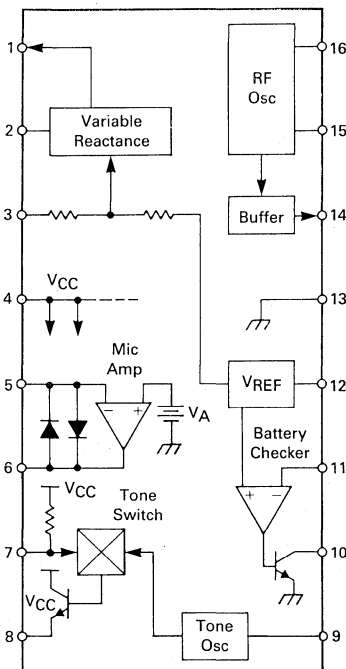 1
16
RF
Osc
Variable
Reactance
2
15
3
Buffer
14
VCC
4
13
Mic
Amp
5
−
+
VA
VREF
12
Battery
Checker
6
11
VCC
Tone
Switch
+
−
7
10
VCC
8
Tone
Osc
9